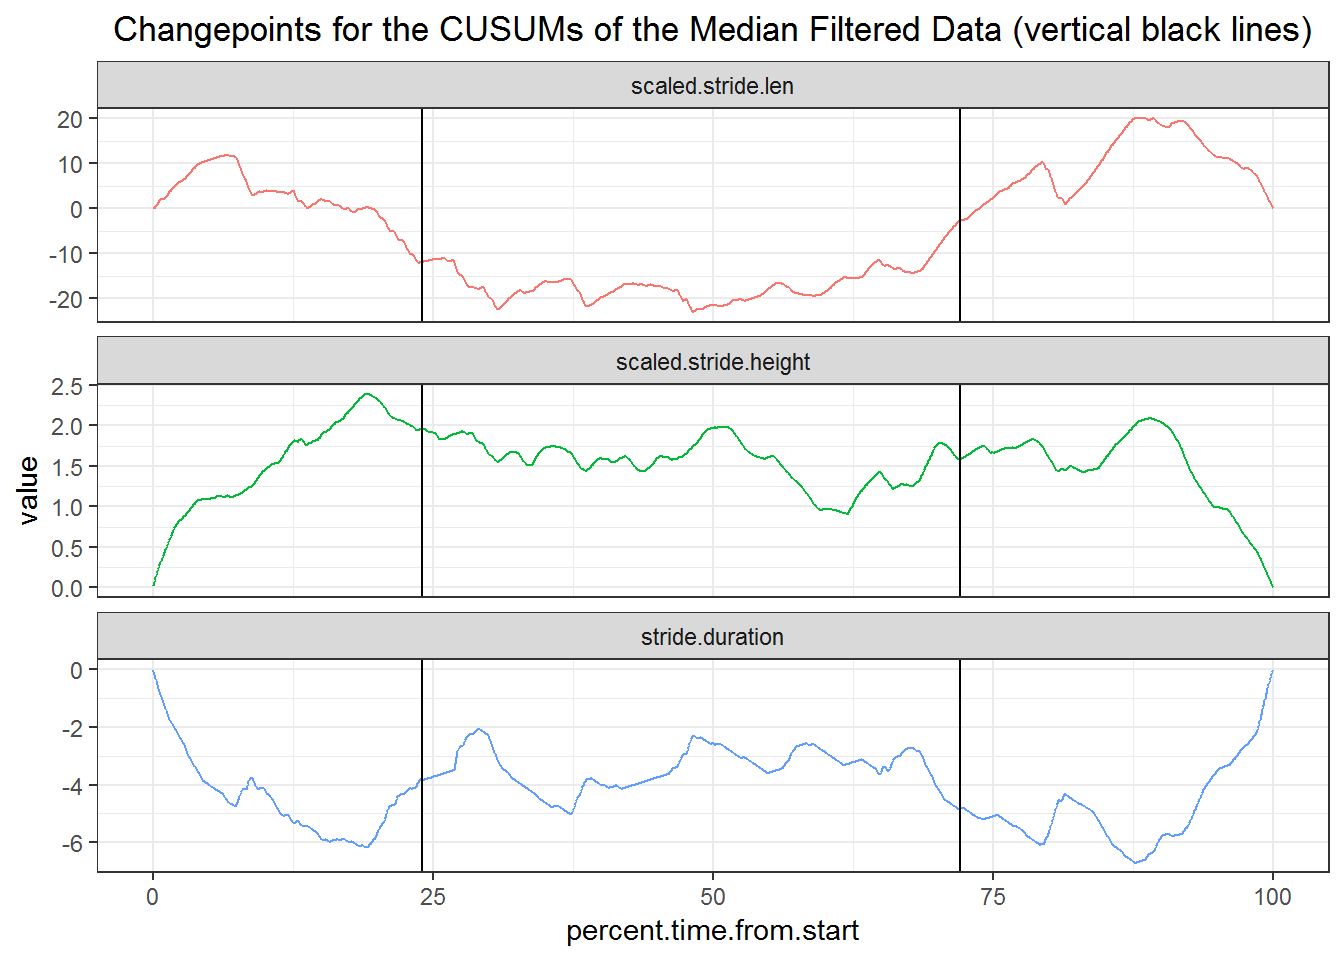 Changepoints for the CUSUMs of the Median Filtered Data (vertical black lines)
scaled.stride.len
20
10
0
-10
-20
scaled.stride.height
2.5
2.0
1.5
1.0
0.5
0.0
value
stride.duration
0
-2
-4
-6
0 25 50 75 100
percent.time.from.start